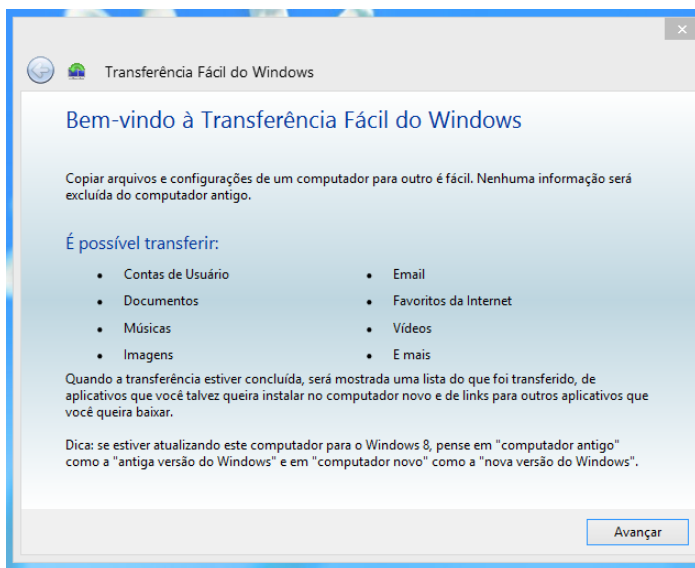 Transferência Fácil do Windows
Bem-vindo à Transferência Fácil do Windows
Copiar arquivos e configurações de um computador para outro é fácil. Nenhuma informação será
excluída do computador antigo.
É possível transferir:
• Contas de Usuário
• Email
• Documentos
• Favoritos da Internet
• Músicas
• Vídeos
• Imagens
• E mais
Quando a transferência estiver concluída, será mostrada uma lista do que foi transferido, de
aplicativos que você talvez queira instalar no computador novo e de links para outros aplicativos que
você queira baixar.
Dica: se estiver atualizando este computador para o Windows 8, pense em "computador antigo"
como a "antiga versão do Windows" e em "computador novo" como a "nova versão do Windows".
Avançar